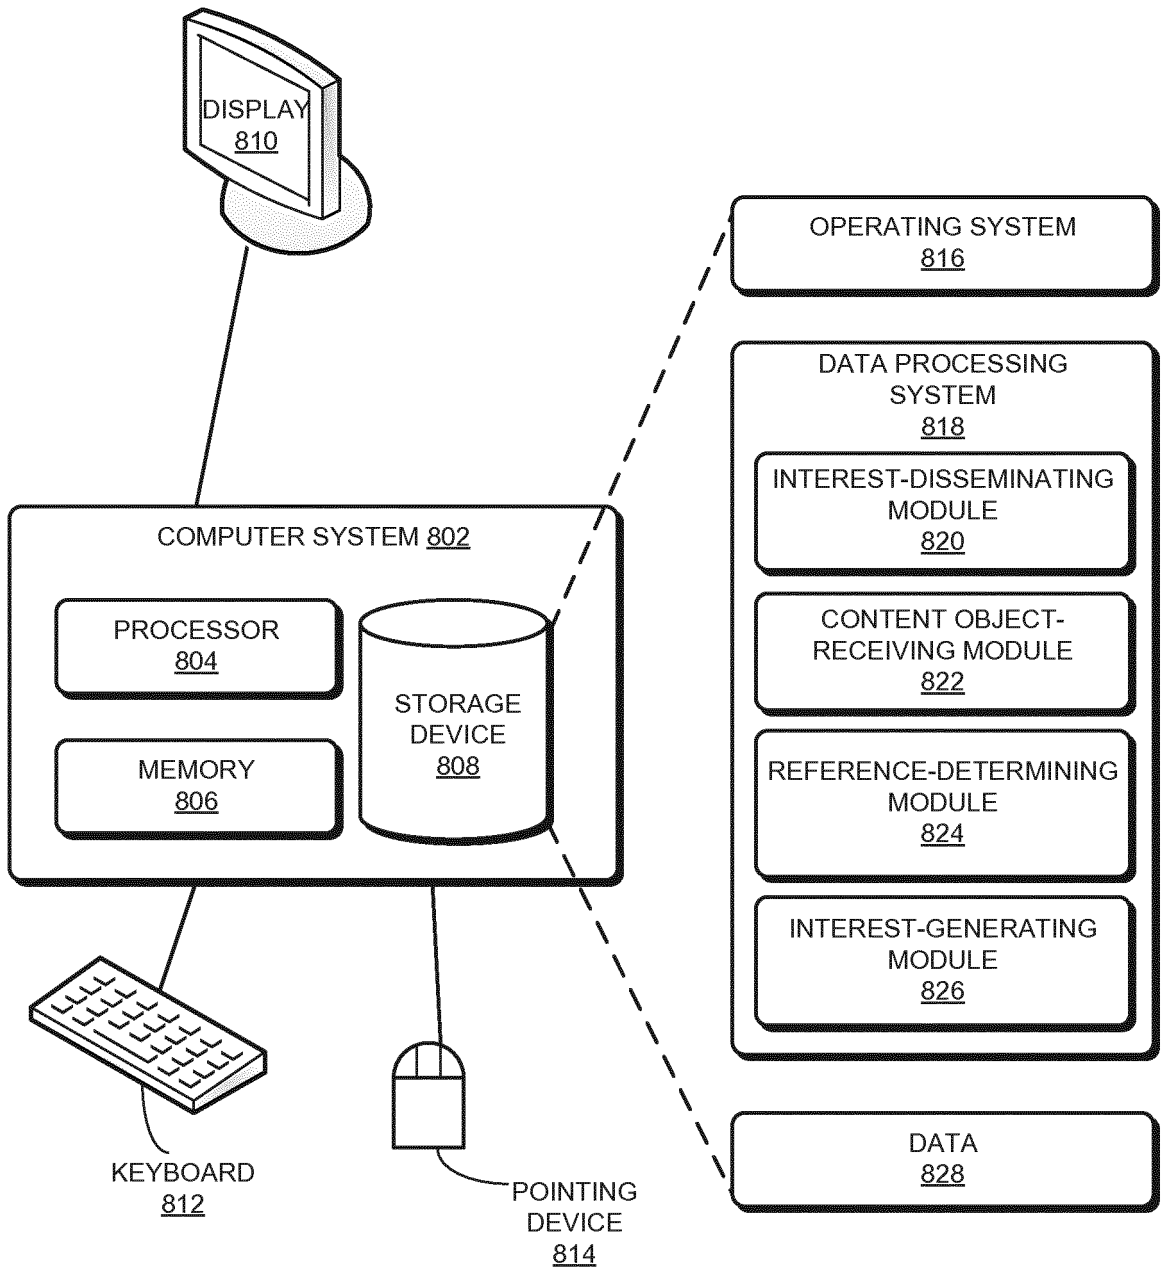 DISPLAY
810
OPERATING SYSTEM
816
DATA PROCESSING
SYSTEM
818
INTEREST-DISSEMINATING
MODULE
820
CONTENT OBJECT-
RECEIVING MODULE
822
REFERENCE-DETERMINING
MODULE
824
INTEREST-GENERATING
MODULE
826
DATA
828
COMPUTER SYSTEM 802
PROCESSOR
804
MEMORY
806
STORAGE
DEVICE
808
KEYBOARD
812
POINTING
DEVICE
814